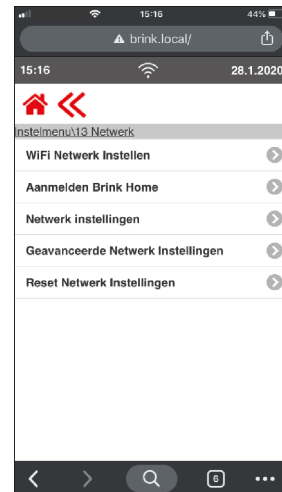 15:16
44%
brink.local/
15:16
28.1.2020
Instelmenu\13 Netwerk
WiFi Netwerk Instellen
Aanmelden Brink Home
Netwerk instellingen
Geavanceerde Netwerk Instellingen
Reset Netwerk Instellingen
6